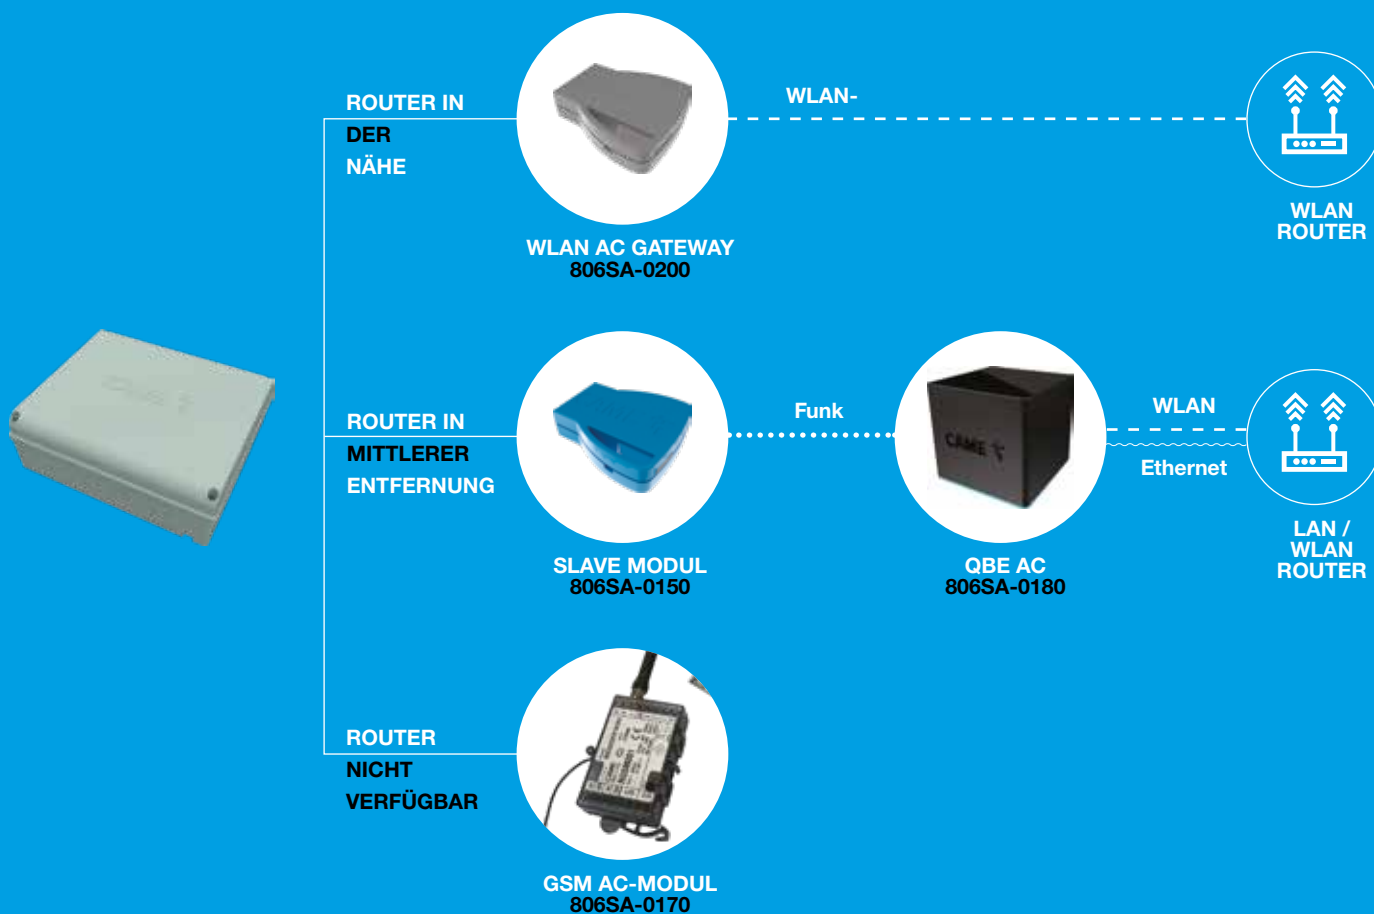 ROUTER IN
DER
NÄHE
WLAN AC GATEWAY
806SA-0200
WLAN-
WLAN
ROUTER
ROUTER IN
MITTLERER
ENTFERNUNG
SLAVE MODUL
806SA-0150
Funk
CAME
QBE AC
806SA-0180
WLAN
Ethernet
LAN /
WLAN
ROUTER
ROUTER
NICHT
VERFÜGBAR
GSM AC-MODUL
806SA-0170